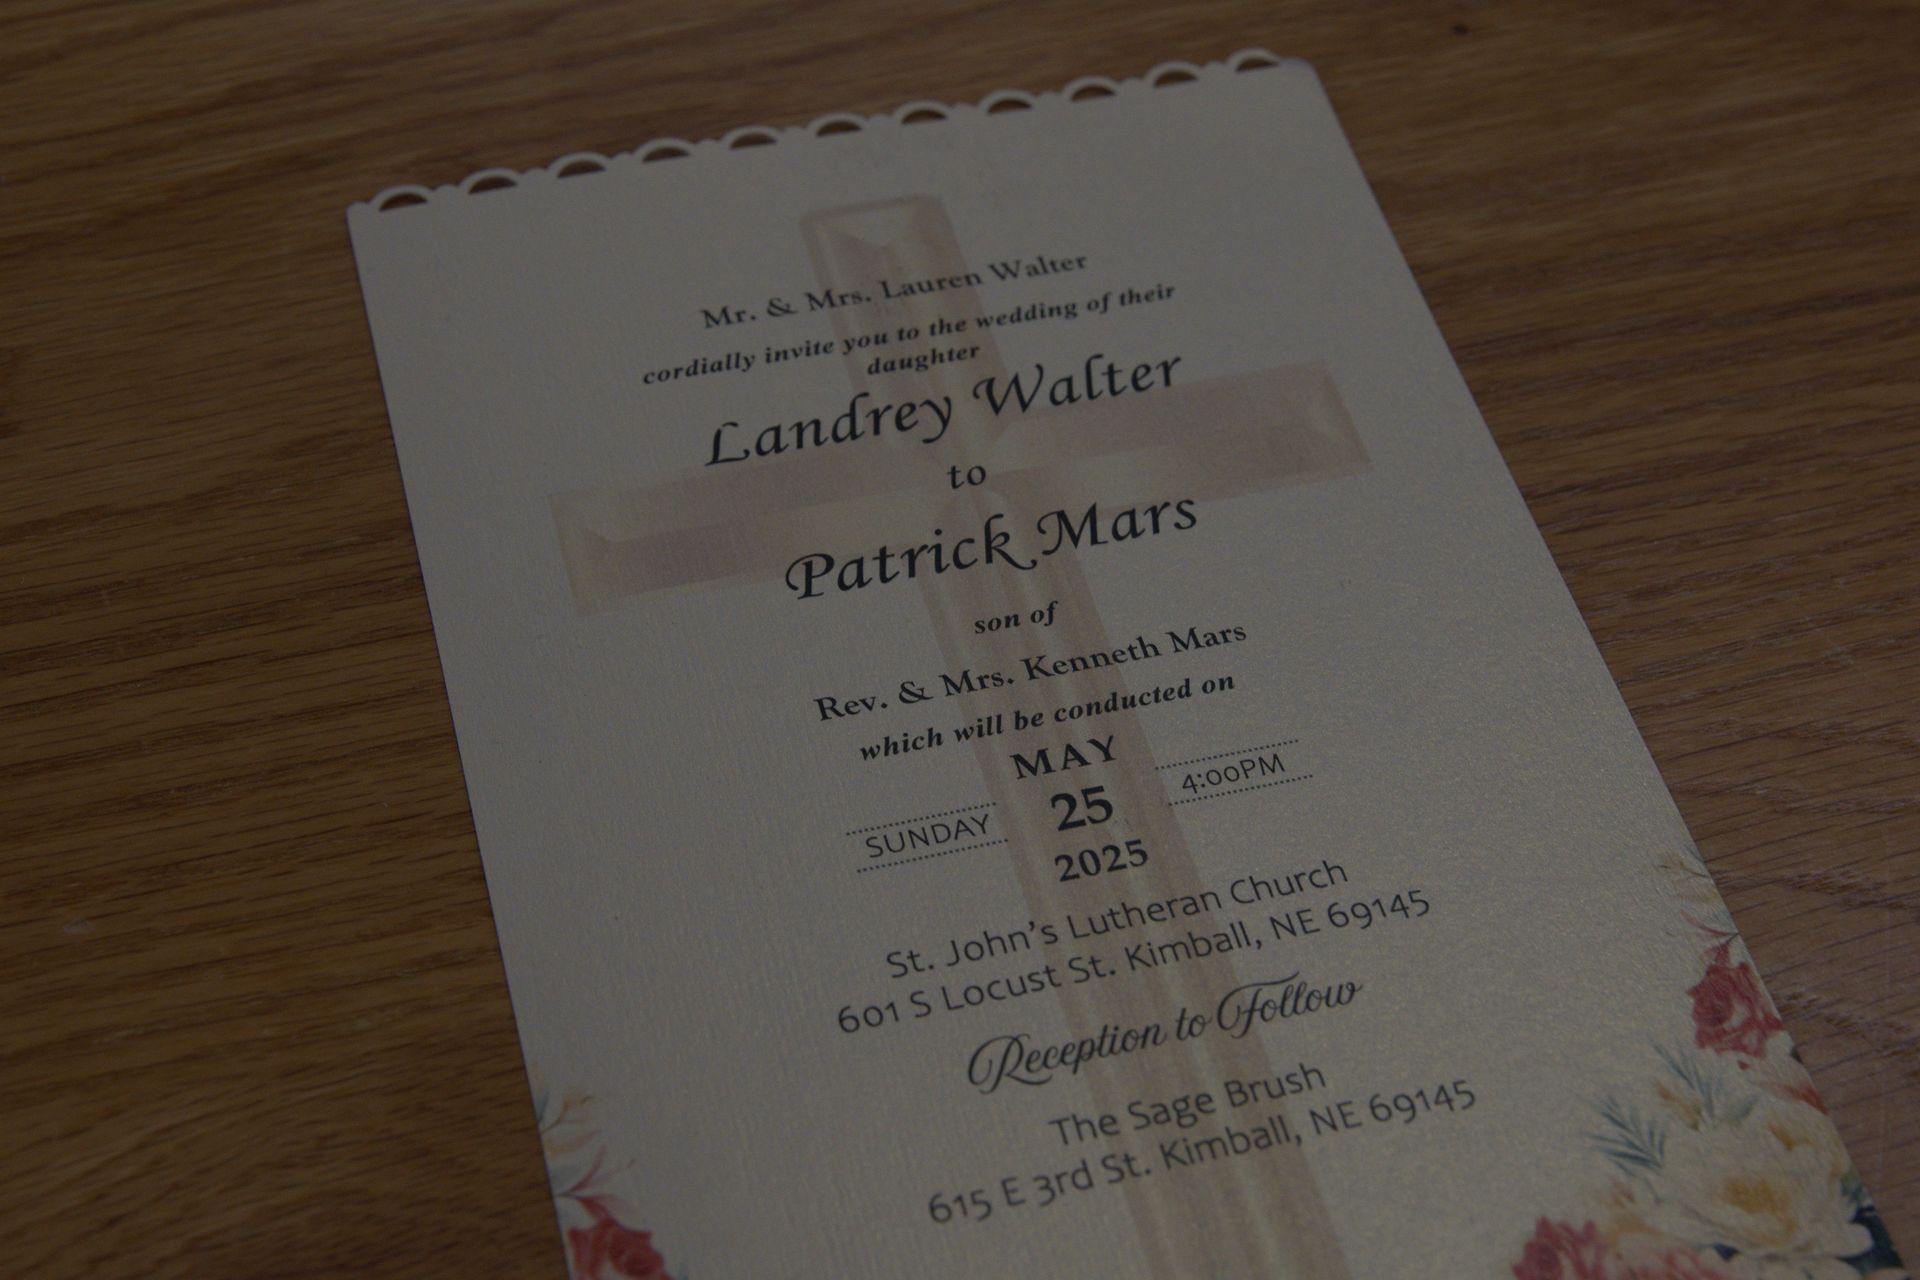 Mr. & Mrs. Lauren Walter
cordially invite you to the wedding of their
daughter
Landrey Walter
to
Patrick Mars
son of
Rev. & Mrs. Kenneth Mars
which will be conducted on
MAY
SUNDAY 25 4:00PM
2025
St. John's Lutheran Church
601 S Locust St. Kimball, NE 69145
Reception to Follow
The Sage Brush
615 E 3rd St. Kimball, NE 69145